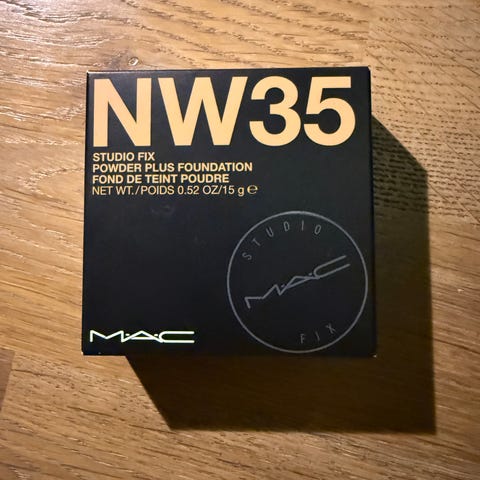 NW35
STUDIO FIX
POWDER PLUS FOUNDATION
FOND DE TEINT POUDRE
NET WT./POIDS 0.52 OZ/15 g ℮
STUDIO
M·A·C
FIX
M·A·C